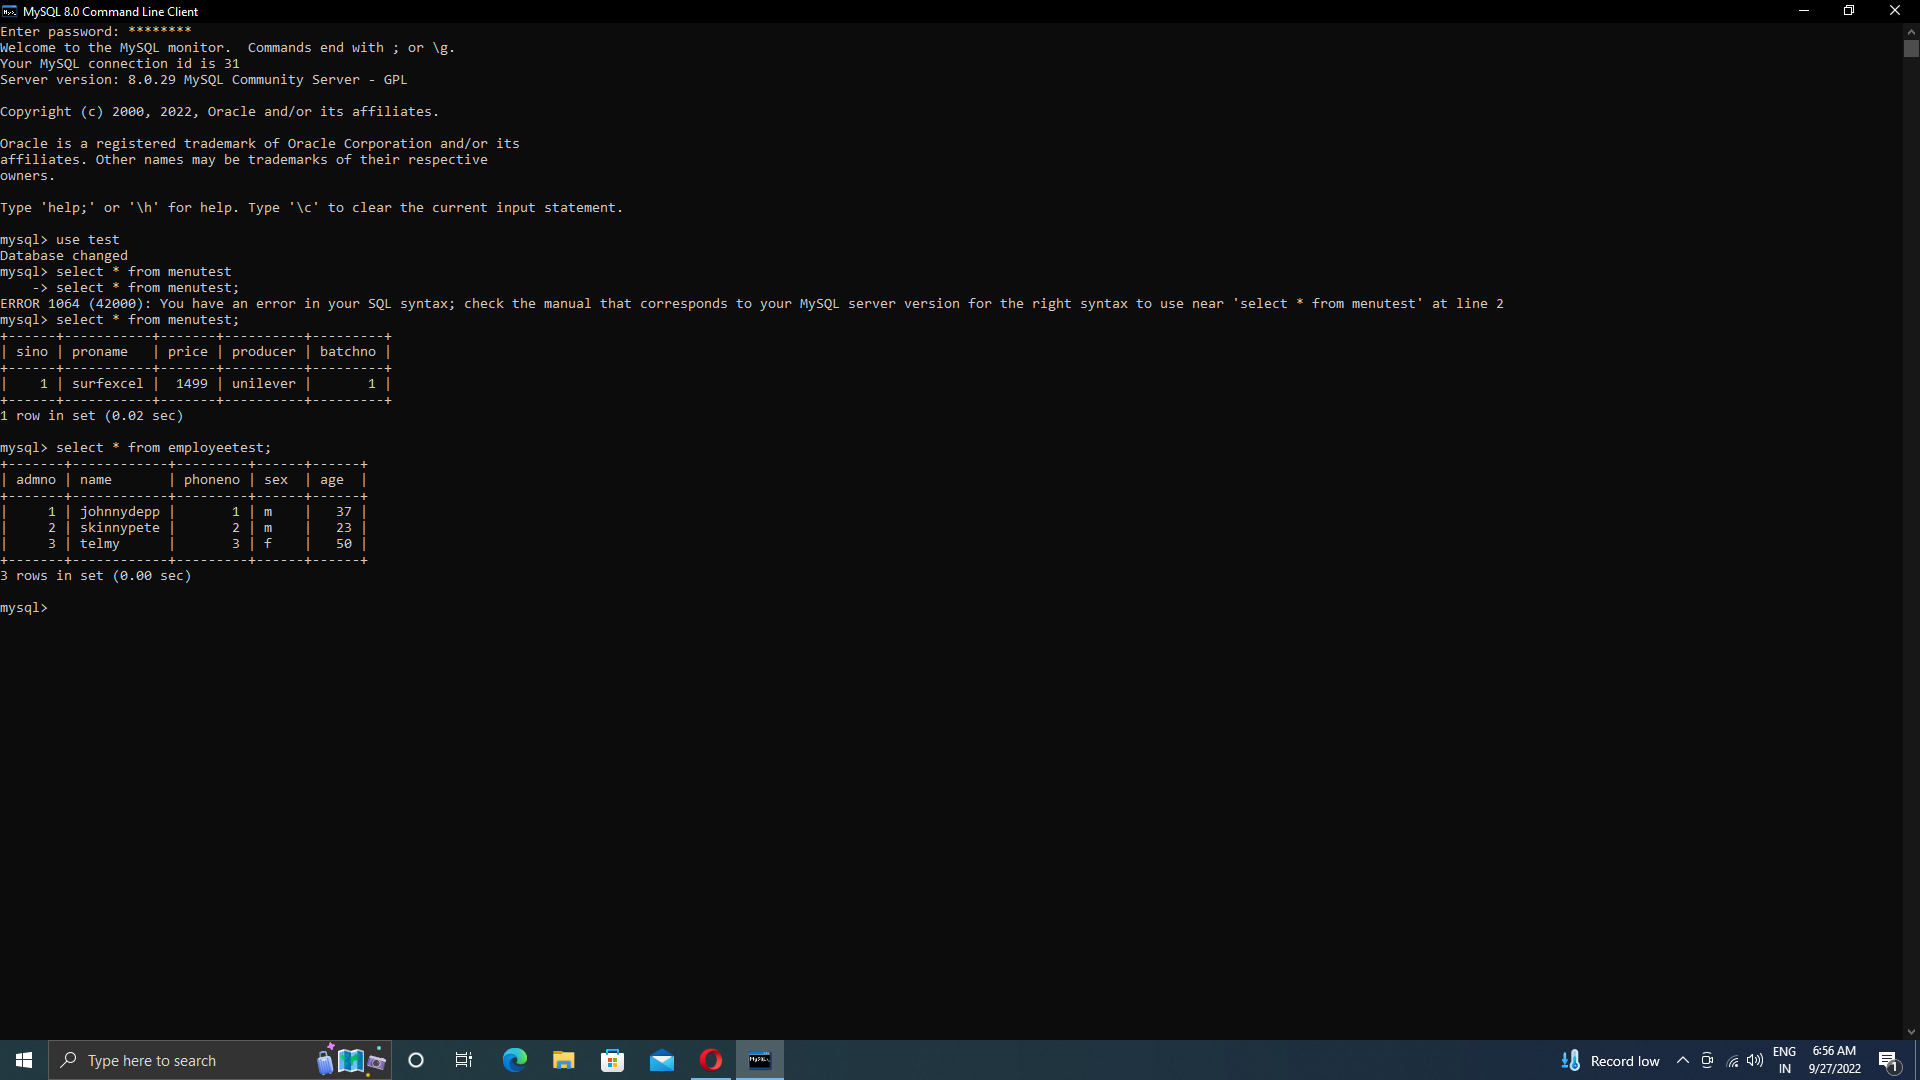 MySQL 8.0 Command Line Client
Enter password: ********
Welcome to the MySQL monitor.  Commands end with ; or \g.
Your MySQL connection id is 31
Server version: 8.0.29 MySQL Community Server - GPL
Copyright (c) 2000, 2022, Oracle and/or its affiliates.
Oracle is a registered trademark of Oracle Corporation and/or its
affiliates. Other names may be trademarks of their respective
owners.
Type 'help;' or '\h' for help. Type '\c' to clear the current input statement.
mysql> use test
Database changed
mysql> select * from menutest
    -> select * from menutest;
ERROR 1064 (42000): You have an error in your SQL syntax; check the manual that corresponds to your MySQL server version for the right syntax to use near 'select * from menutest' at line 2
mysql> select * from menutest;
+------+-----------+-------+----------+---------+
| sino | proname   | price | producer | batchno |
+------+-----------+-------+----------+---------+
|    1 | surfexcel |  1499 | unilever |       1 |
+------+-----------+-------+----------+---------+
1 row in set (0.02 sec)
mysql> select * from employeetest;
+-------+------------+---------+------+------+
| admno | name       | phoneno | sex  | age  |
+-------+------------+---------+------+------+
|     1 | johnnydepp |       1 | m    |   37 |
|     2 | skinnypete |       2 | m    |   23 |
|     3 | telmy      |       3 | f    |   50 |
+-------+------------+---------+------+------+
3 rows in set (0.00 sec)
mysql>
Type here to search
Record low
ENG
IN
6:56 AM
9/27/2022
1